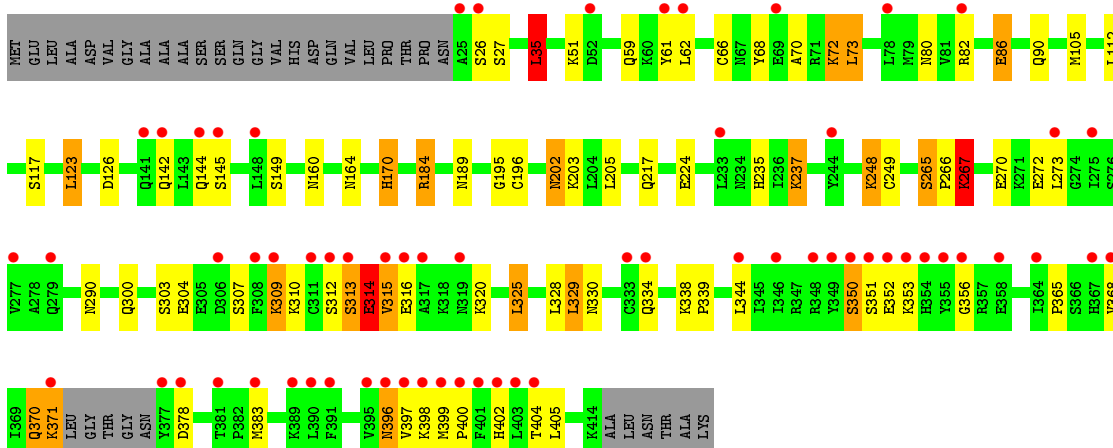 MET GLU LEU ALA ALA ASP VAL GLY ALA ALA ALA SER SER GLN GLY VAL HIS ASP GLN VAL LEU PRO THR PRO ASN A25 S26 S27 L35 K51 D52 Q59 K60 Y61 L62 C66 N67 Y68 E69 A70 R71 K72 L73 L78 M79 N80 V81 R82 E86 Q90 M105
S117 L123 D126 Q141 Q142 L143 Q144 S145 L148 S149 N160 N164 H170 R184 N189 G195 C196 N202 K203 L204 L205 Q217 E224 L233 N234 H235 I236 K237 Y244 K248 C249 S265 P266 K267 E270 K271 E272 L273 G274 I275
V277 A278 Q279 N290 Q300 S303 E304 E305 D306 S307 F308 K309 K310 C311 S312 S313 E314 V315 E316 A317 K318 N319 K320 L325 L328 L329 N330 C333 Q334 K338 P339 L344 I345 I346 R347 R348 Y349 S350 S351 E352 K353 H354 Y355 G356 R357 E358 I364 P365 S366 H367
I369 Q370 K371 LEU GLY THR GLY ASN Y377 D378 T381 P382 M383 K389 L390 F391 V395 N396 V397 K398 M399 P400 F401 H402 L403 T404 L405 K414 ALA LEU ASN THR ALA LYS